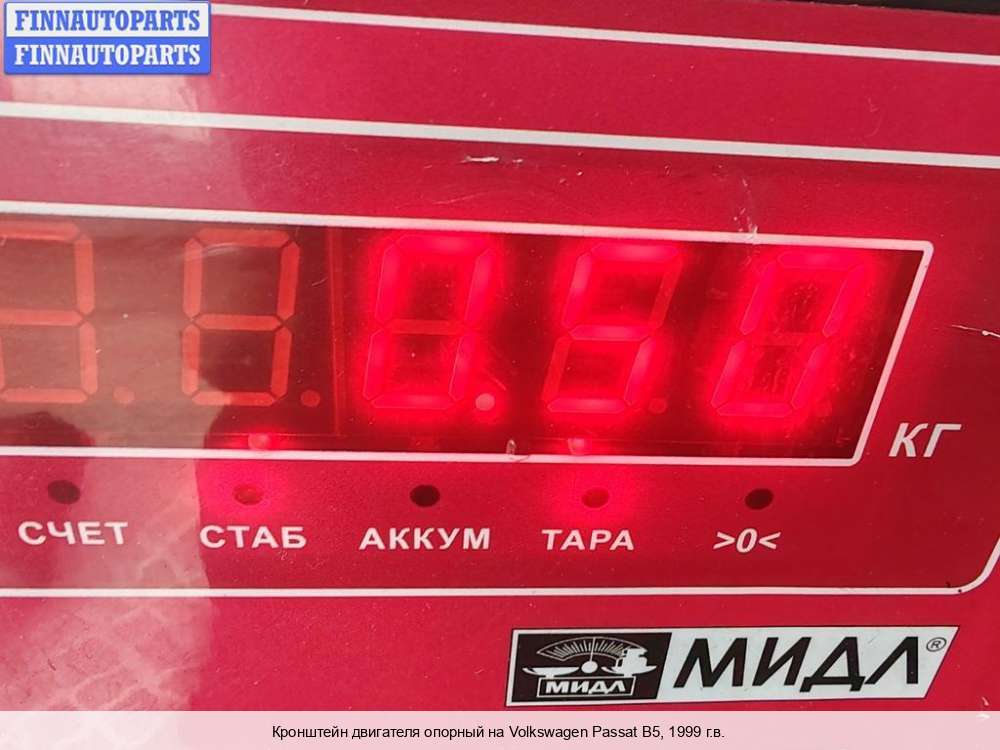 FINNAUTOPARTS
FINNAUTOPARTS
0.50
КГ
СЧЕТ СТАБ АККУМ ТАРА >0<
МИДЛ МИДЛ®
Кронштейн двигателя опорный на Volkswagen Passat B5, 1999 г.в.